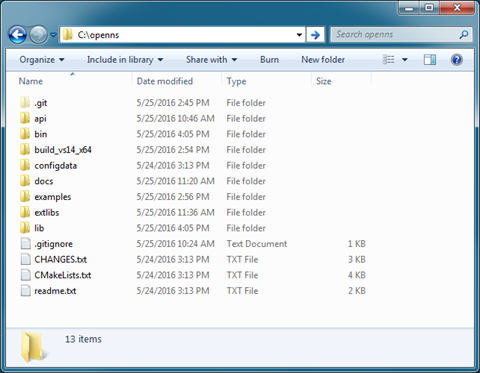 C:\openns Search openns
Organize Include in library Share with Burn New folder
Name Date modified Type Size
.git 5/25/2016 2:45 PM File folder
api 5/25/2016 10:46 AM File folder
bin 5/25/2016 4:05 PM File folder
build_vs14_x64 5/25/2016 2:54 PM File folder
configdata 5/24/2016 3:13 PM File folder
docs 5/25/2016 11:20 AM File folder
examples 5/25/2016 2:56 PM File folder
extlibs 5/25/2016 11:36 AM File folder
lib 5/25/2016 4:05 PM File folder
.gitignore 5/25/2016 10:24 AM Text Document 1 KB
CHANGES.txt 5/24/2016 3:13 PM TXT File 3 KB
CMakeLists.txt 5/24/2016 3:13 PM TXT File 4 KB
readme.txt 5/24/2016 3:13 PM TXT File 2 KB
13 items